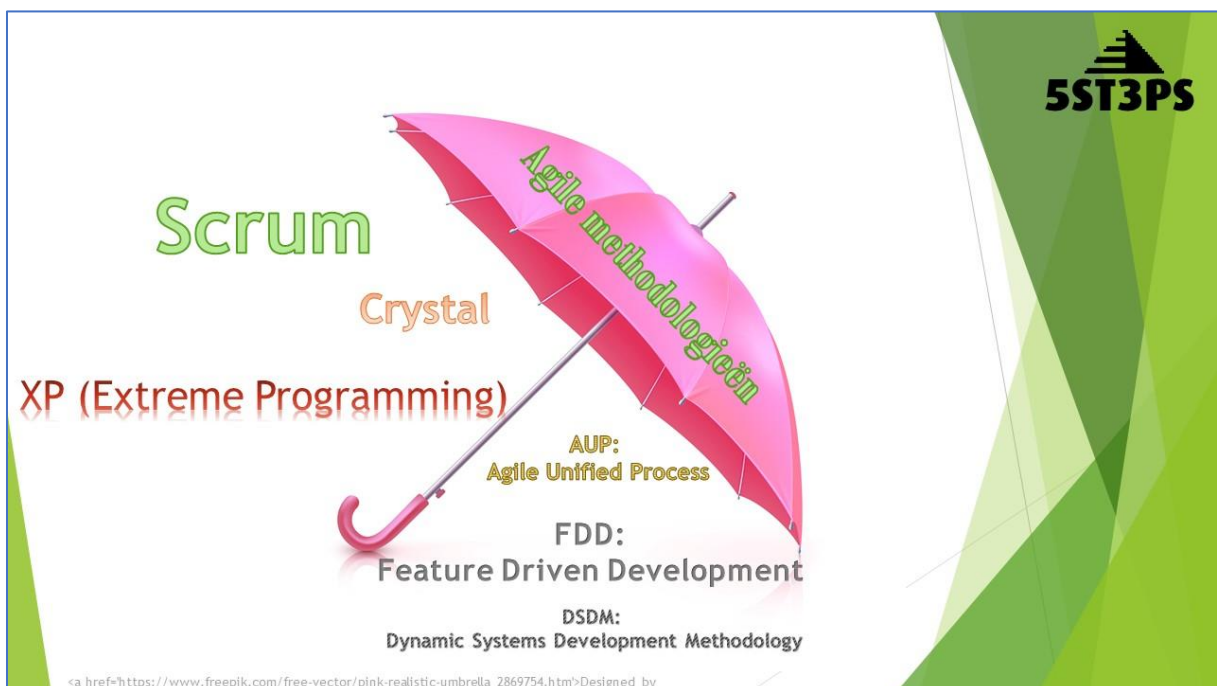 5ST3PS
Agile methodologieën
Scrum
Crystal
XP (Extreme Programming)
AUP:
Agile Unified Process
FDD:
Feature Driven Development
DSDM:
Dynamic Systems Development Methodology
<a href='https://www.freepik.com/free-vector/pink-realistic-umbrella_2869754.htm'>Designed by